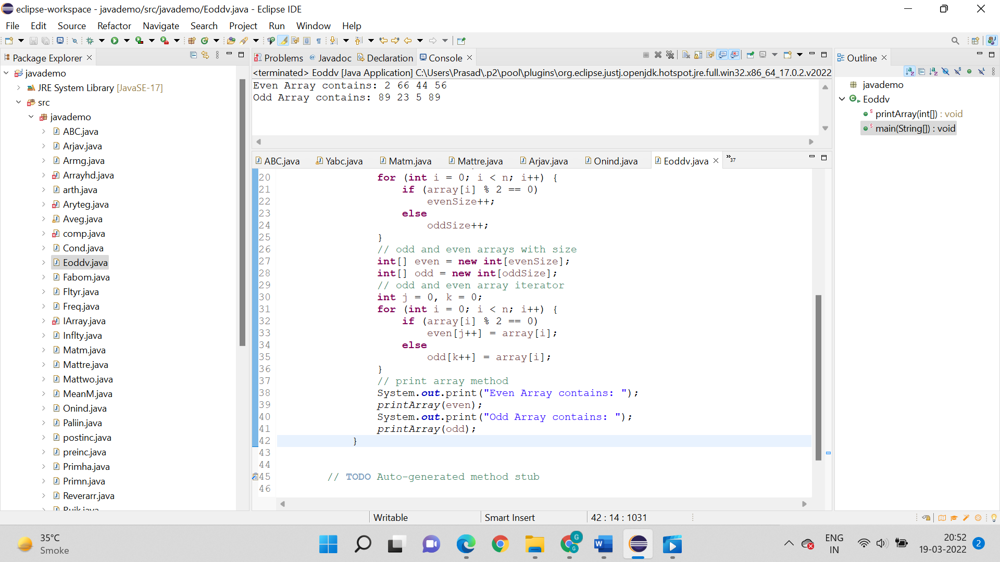 eclipse-workspace - javademo/src/javademo/Eoddv.java - Eclipse IDE
File Edit Source Refactor Navigate Search Project Run Window Help
Package Explorer
javademo
JRE System Library [JavaSE-17]
src
javademo
ABC.java
Arjav.java
Armg.java
Arrayhd.java
arth.java
Aryteg.java
Aveg.java
comp.java
Cond.java
Eoddv.java
Fabom.java
Fltyr.java
Freq.java
IArray.java
Inflty.java
Matm.java
Mattre.java
Mattwo.java
MeanM.java
Onind.java
Paliin.java
postinc.java
preinc.java
Primha.java
Primn.java
Reverarr.java
Problems @ Javadoc Declaration Console
<terminated> Eoddv [Java Application] C:\Users\Prasad\.p2\pool\plugins\org.eclipse.justj.openjdk.hotspot.jre.full.win32.x86_64_17.0.2.v2022
Even Array contains: 2 66 44 56
Odd Array contains: 89 23 5 89
ABC.java Yabc.java Matm.java Mattre.java Arjav.java Onind.java Eoddv.java »37
20 for (int i = 0; i < n; i++) {
21 if (array[i] % 2 == 0)
22 evenSize++;
23 else
24 oddSize++;
25 }
26 // odd and even arrays with size
27 int[] even = new int[evenSize];
28 int[] odd = new int[oddSize];
29 // odd and even array iterator
30 int j = 0, k = 0;
31 for (int i = 0; i < n; i++) {
32 if (array[i] % 2 == 0)
33 even[j++] = array[i];
34 else
35 odd[k++] = array[i];
36 }
37 // print array method
38 System.out.print("Even Array contains: ");
39 printArray(even);
40 System.out.print("Odd Array contains: ");
41 printArray(odd);
42 }
43
44
45 // TODO Auto-generated method stub
46
Outline
javademo
Eoddv
printArray(int[]) : void
main(String[]) : void
Writable Smart Insert 42 : 14 : 1031
35°C
Smoke
ENG
IN
20:52
19-03-2022
2